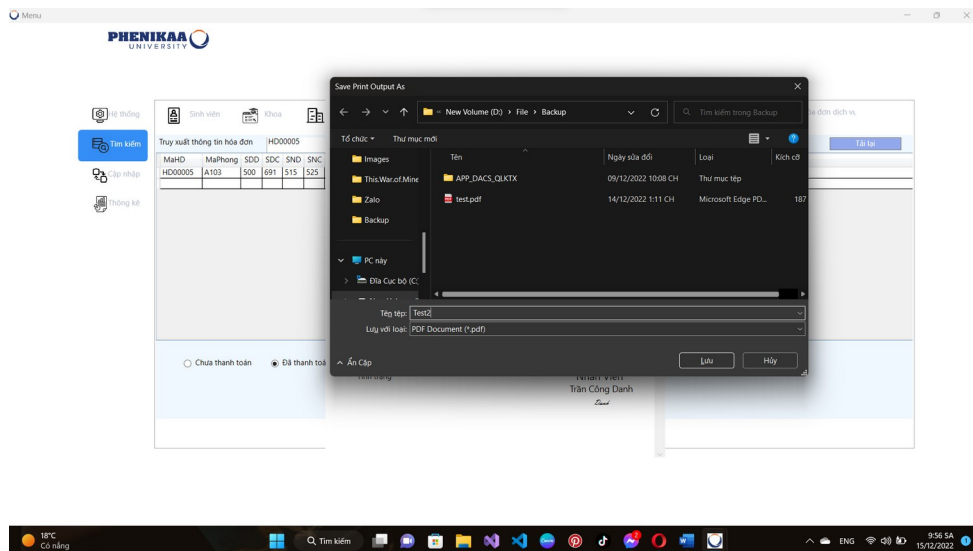 Menu
PHENIKAA
UNIVERSITY
Hệ thống
Tìm kiếm
Cập nhập
Thống kê
Sinh viên
Khoa
Truy xuất thông tin hóa đơn HD00005
Tải lại
MaHD MaPhong SDD SDC SND SNC
HD00005 A103 500 691 515 525
Chưa thanh toán
Đã thanh toá
Save Print Output As
New Volume (D:) › File › Backup
Tìm kiếm trong Backup
Tổ chức
Thư mục mới
Tên Ngày sửa đổi Loại Kích cỡ
APP_DACS_QLKTX 09/12/2022 10:08 CH Thư mục tệp
test.pdf 14/12/2022 1:11 CH Microsoft Edge PD... 187
Images
This.War.of.Mine
Zalo
Backup
PC này
Đĩa Cục bộ (C:
Tên tệp: Test2
Lưu với loại: PDF Document (*.pdf)
Ẩn Cặp
Lưu
Hủy
Nhân Viên
Trần Công Danh
Danh
18°C
Có nắng
Tìm kiếm
ENG
9:56 SA
15/12/2022